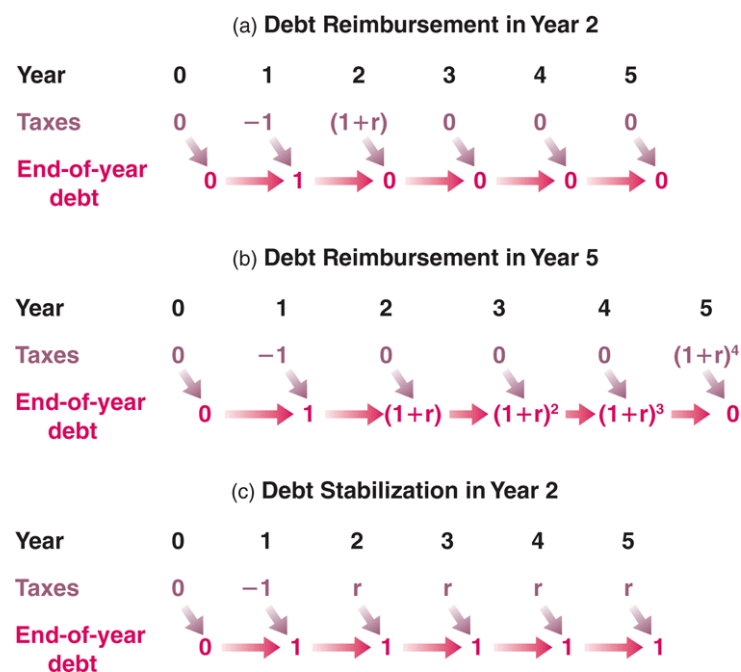 (a) Debt Reimbursement in Year 2
Year 0 1 2 3 4 5
Taxes 0 −1 (1+r) 0 0 0
End-of-year
debt 0 1 0 0 0 0
(b) Debt Reimbursement in Year 5
Year 0 1 2 3 4 5
Taxes 0 −1 0 0 0 (1+r)⁴
End-of-year
debt 0 1 (1+r) (1+r)² (1+r)³ 0
(c) Debt Stabilization in Year 2
Year 0 1 2 3 4 5
Taxes 0 −1 r r r r
End-of-year
debt 0 1 1 1 1 1